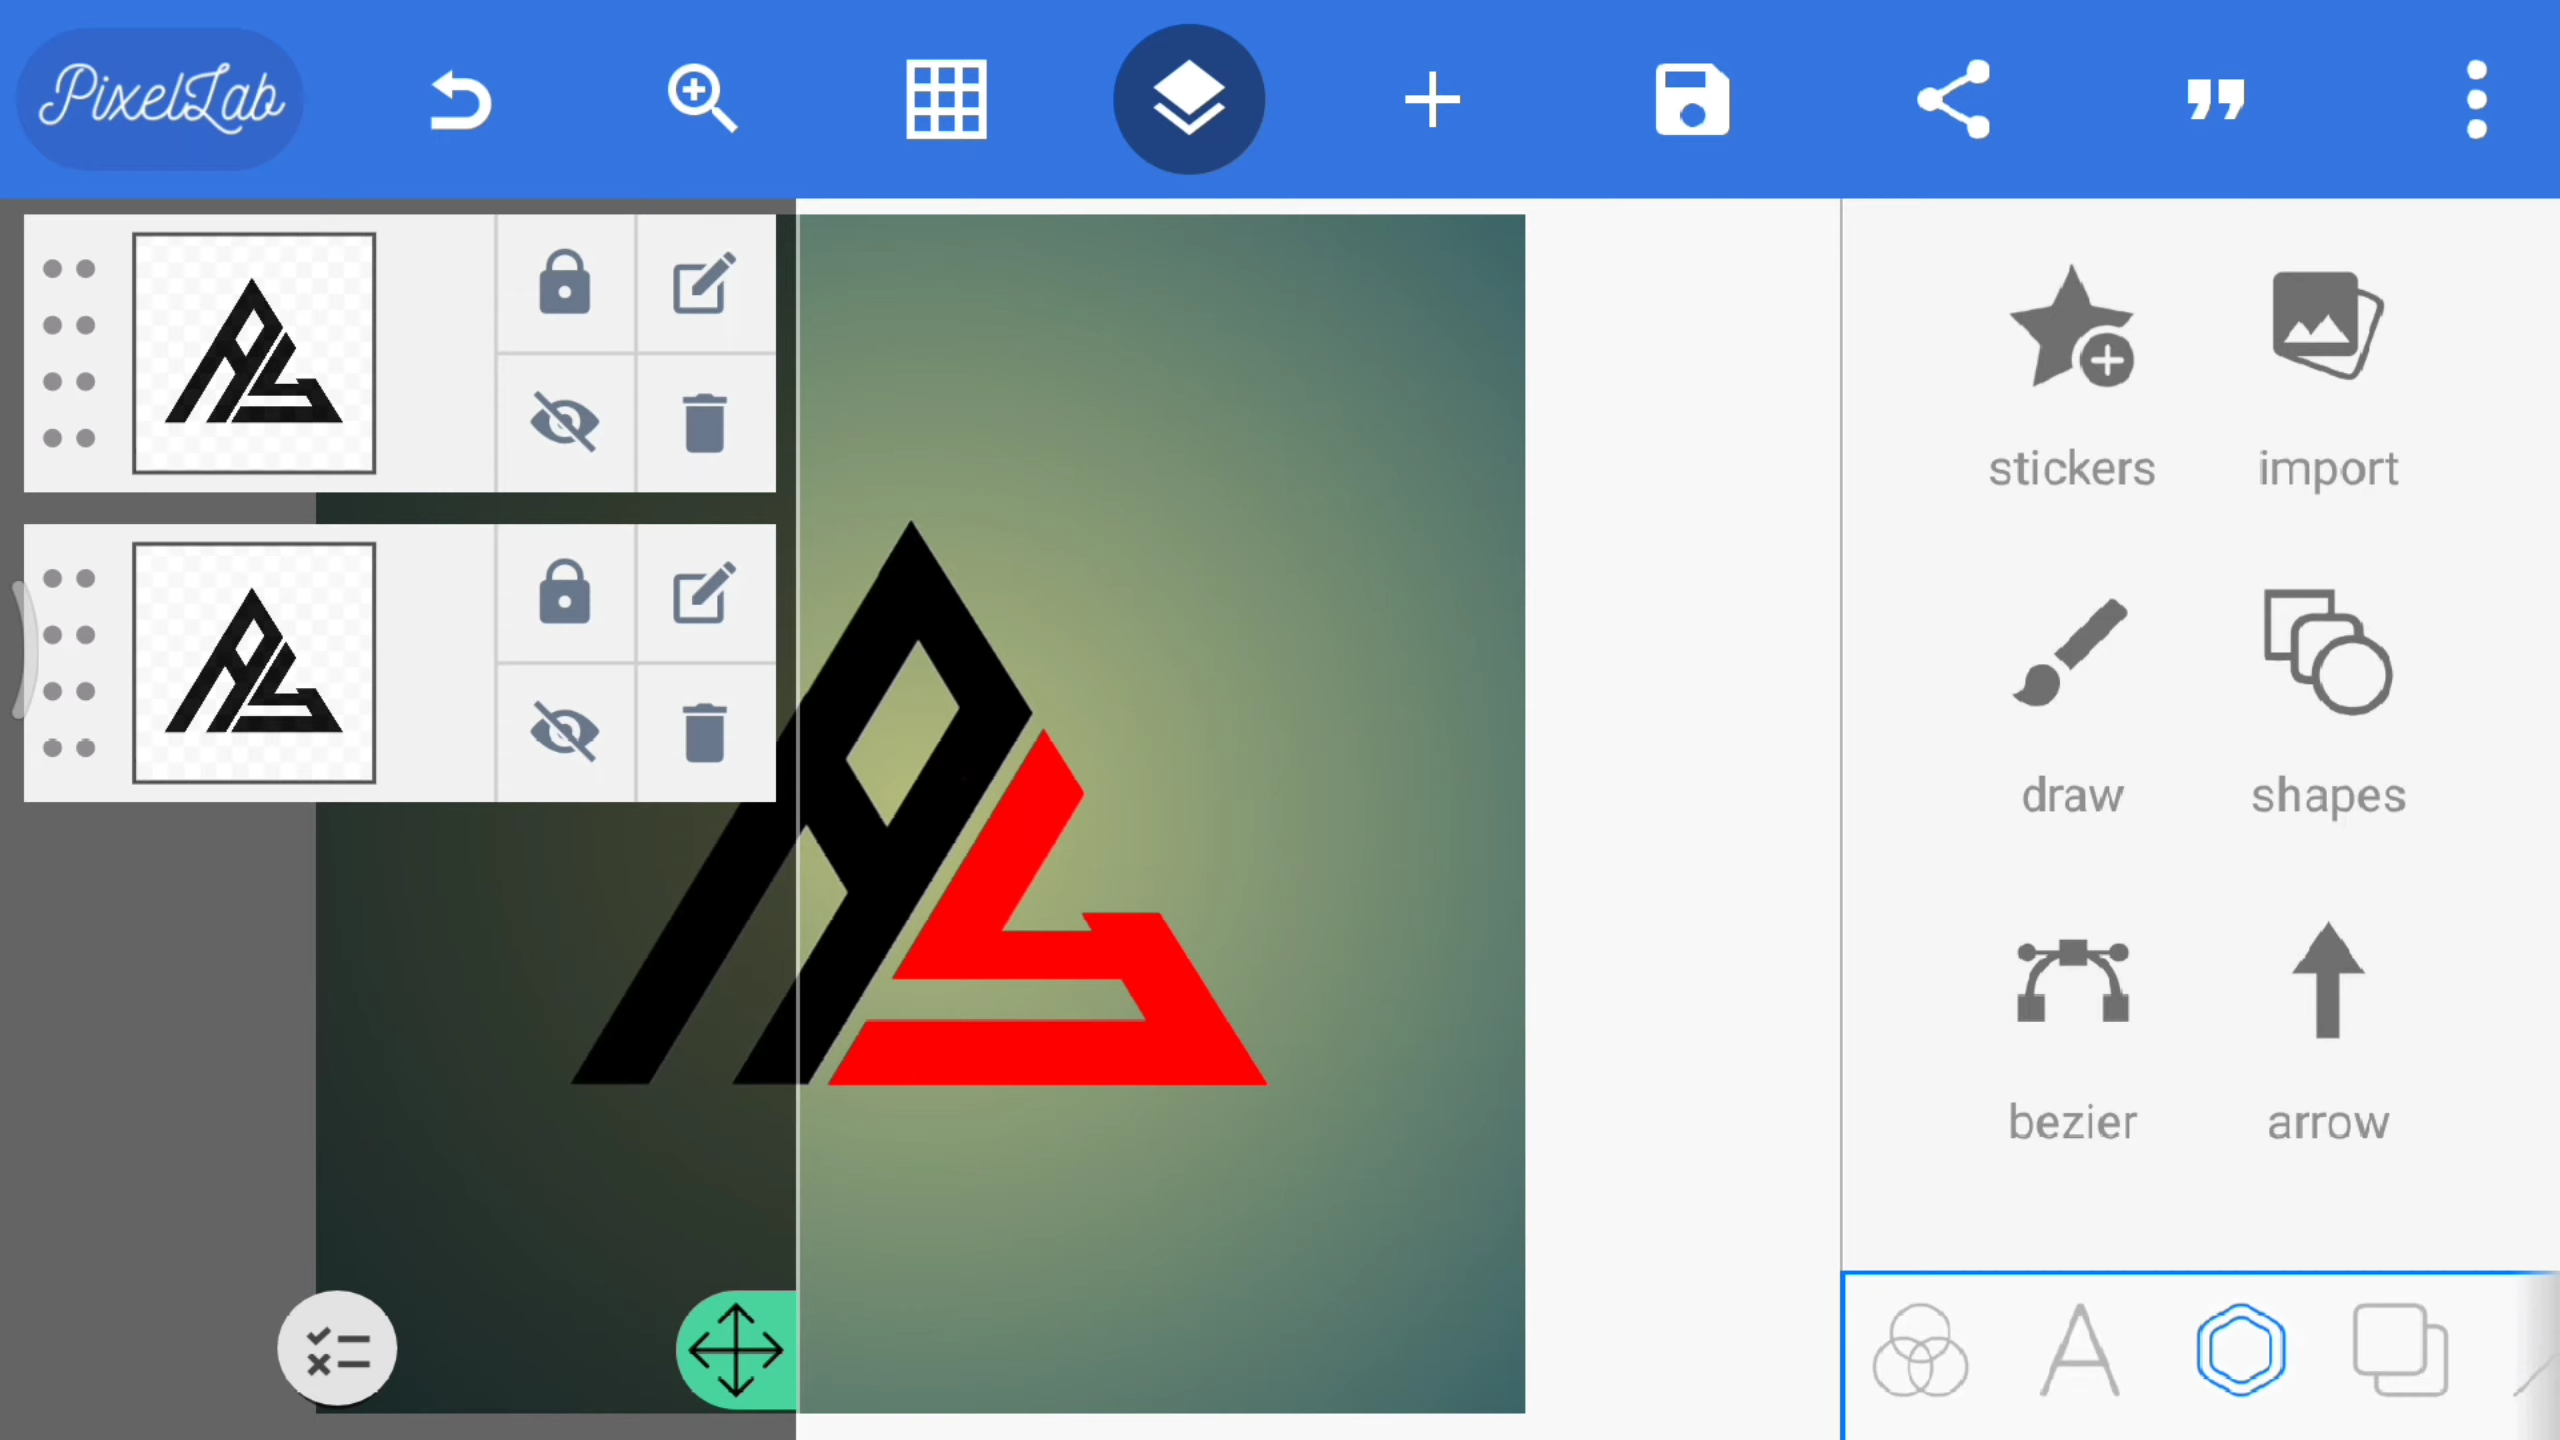 PixelLab
stickers
import
draw
shapes
bezier
arrow